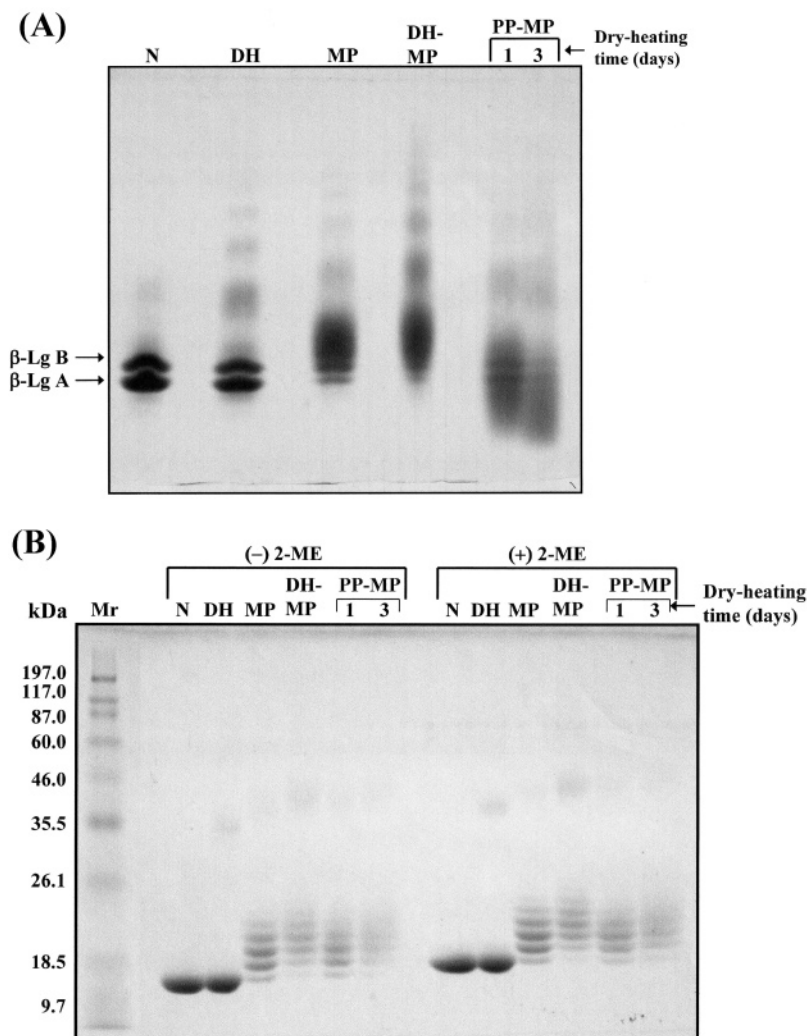 (A)
N DH MP DH-MP PP-MP
1 3 ← Dry-heating time (days)
β-Lg B →
β-Lg A →
(B)
(–) 2-ME (+) 2-ME
kDa Mr N DH MP DH-MP PP-MP N DH MP DH-MP PP-MP
1 3 1 3 ← Dry-heating time (days)
197.0
117.0
87.0
60.0
46.0
35.5
26.1
18.5
9.7